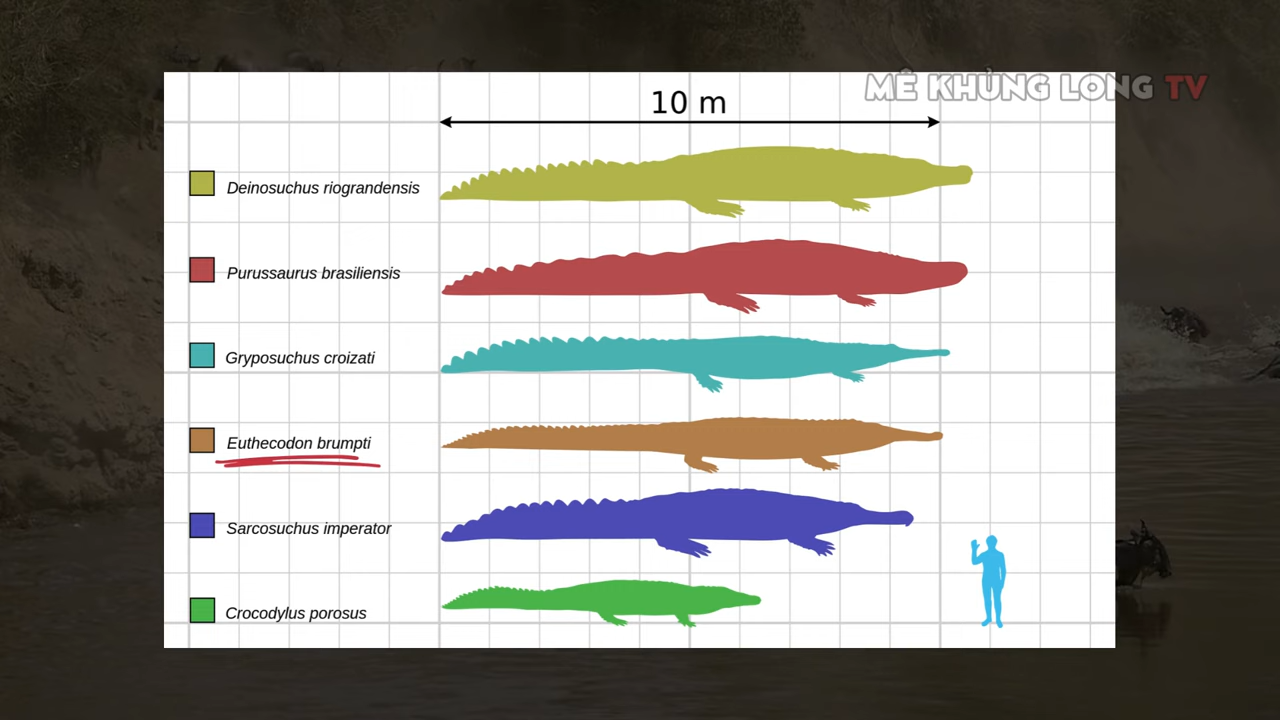 MÊ KHỦNG LONG TV
10 m
Deinosuchus riograndensis
Purussaurus brasiliensis
Gryposuchus croizati
Euthecodon brumpti
Sarcosuchus imperator
Crocodylus porosus